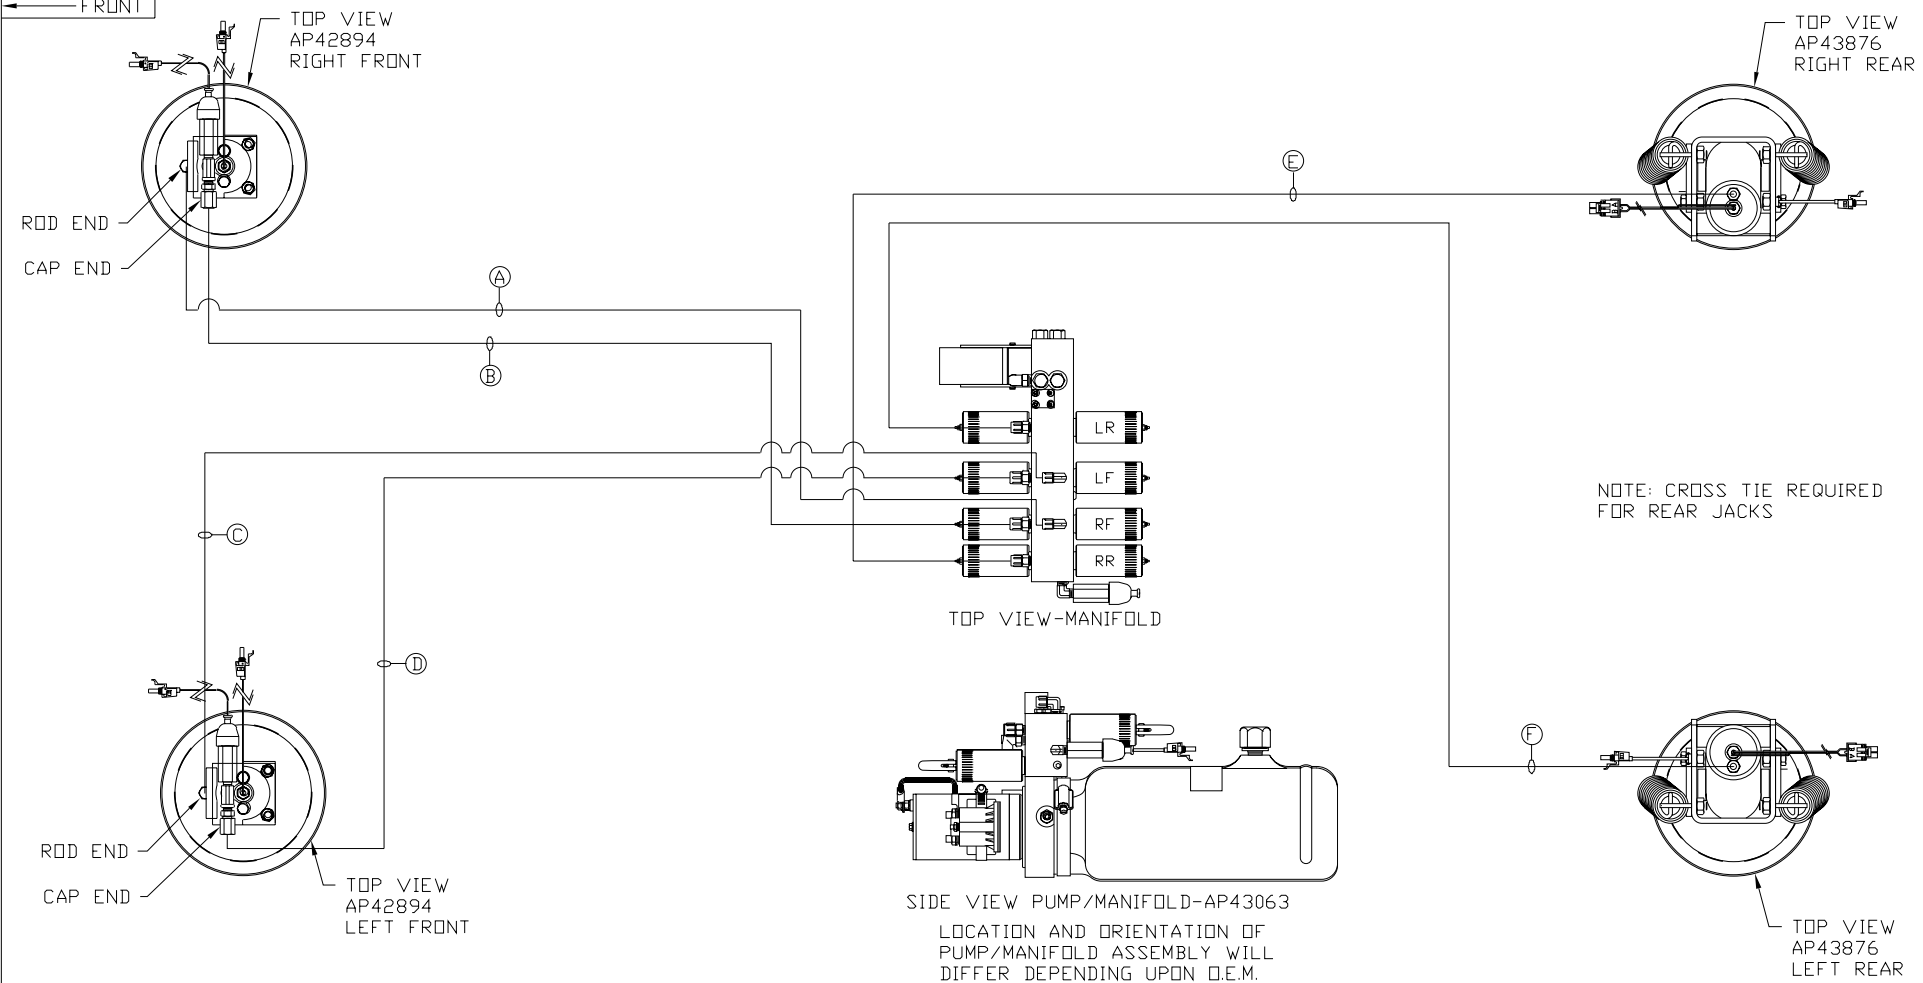 FRONT
TOP VIEW
AP42894
RIGHT FRONT
TOP VIEW
AP43876
RIGHT REAR
E
ROD END
CAP END
A
B
LR
LF
RF
RR
TOP VIEW-MANIFOLD
NOTE: CROSS TIE REQUIRED
FOR REAR JACKS
C
D
F
ROD END
CAP END
TOP VIEW
AP42894
LEFT FRONT
SIDE VIEW PUMP/MANIFOLD-AP43063
LOCATION AND ORIENTATION OF
PUMP/MANIFOLD ASSEMBLY WILL
DIFFER DEPENDING UPON O.E.M.
TOP VIEW
AP43876
LEFT REAR